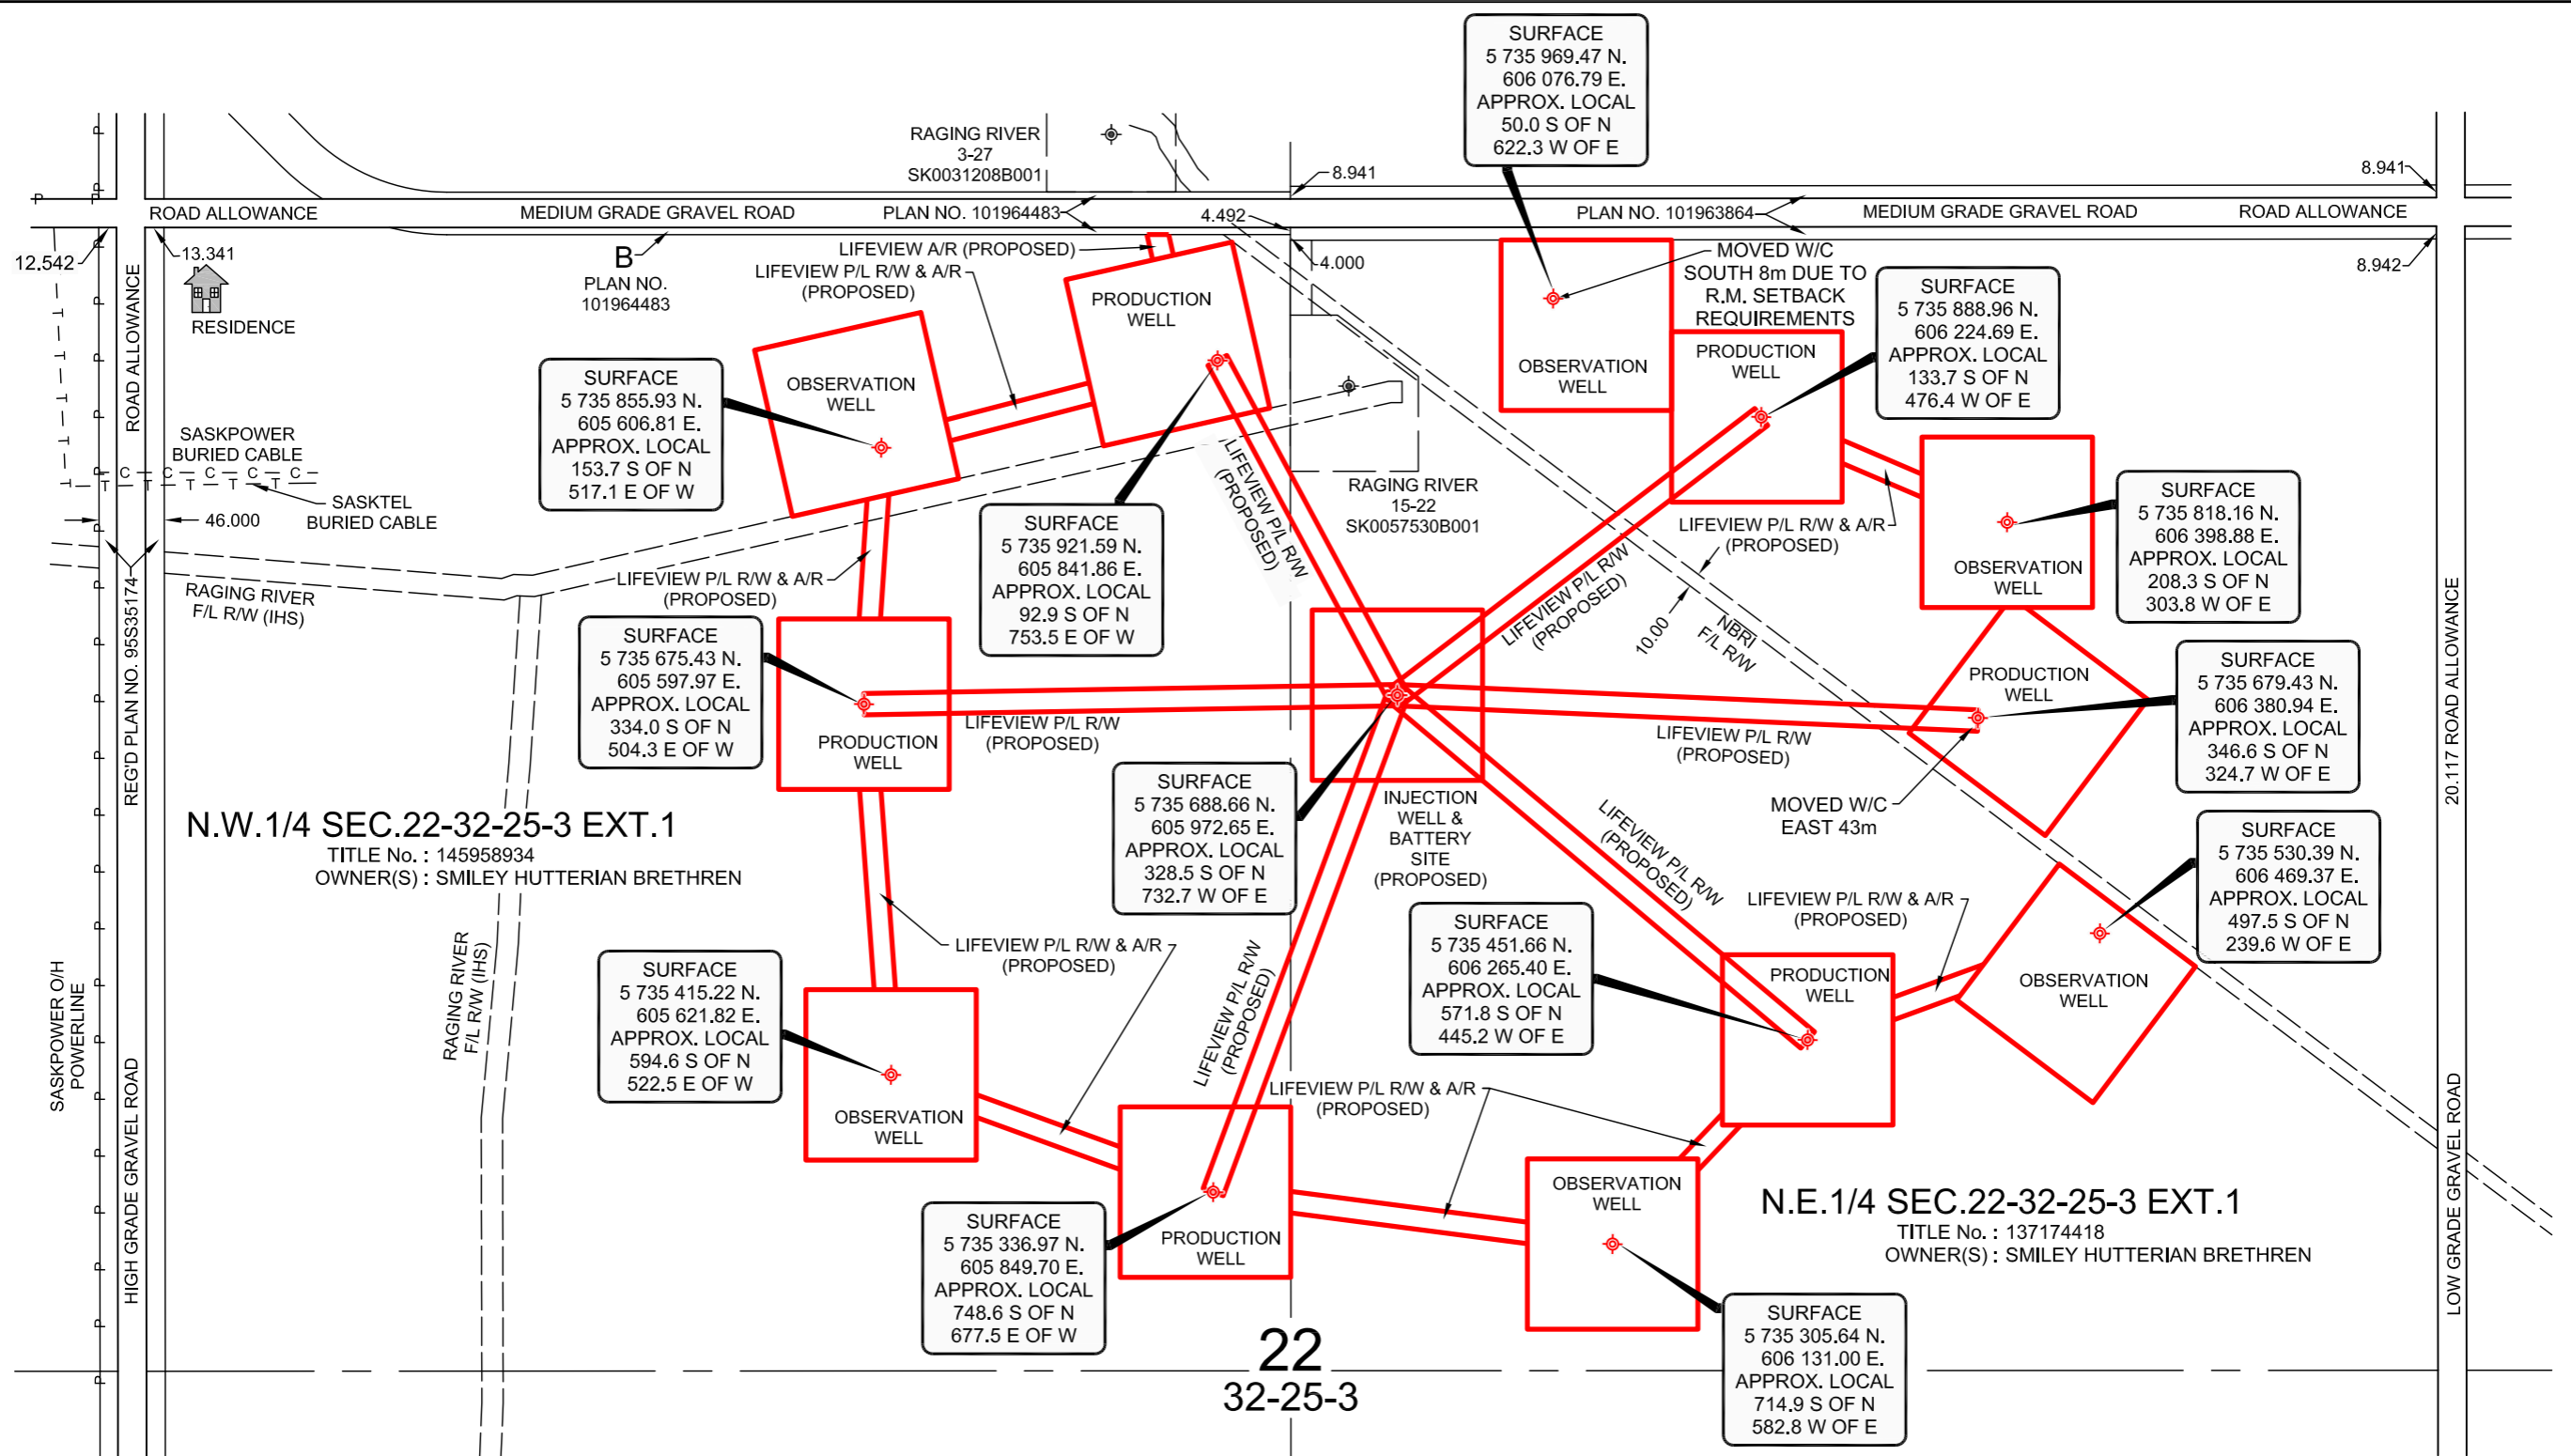 SURFACE
5 735 969.47 N.
606 076.79 E.
APPROX. LOCAL
50.0 S OF N
622.3 W OF E
RAGING RIVER
3-27
SK0031208B001
8.941
8.941
ROAD ALLOWANCE
MEDIUM GRADE GRAVEL ROAD
PLAN NO. 101964483
4.492
PLAN NO. 101963864
MEDIUM GRADE GRAVEL ROAD
ROAD ALLOWANCE
12.542
13.341
RESIDENCE
B
PLAN NO.
101964483
LIFEVIEW A/R (PROPOSED)
LIFEVIEW P/L R/W & A/R
(PROPOSED)
4.000
8.942
MOVED W/C
SOUTH 8m DUE TO
R.M. SETBACK
REQUIREMENTS
PRODUCTION
WELL
OBSERVATION
WELL
OBSERVATION
WELL
PRODUCTION
WELL
SURFACE
5 735 888.96 N.
606 224.69 E.
APPROX. LOCAL
133.7 S OF N
476.4 W OF E
SURFACE
5 735 855.93 N.
605 606.81 E.
APPROX. LOCAL
153.7 S OF N
517.1 E OF W
ROAD ALLOWANCE
SASKPOWER
BURIED CABLE
C C C C C
T T T T T
SASKTEL
BURIED CABLE
46.000
RAGING RIVER
15-22
SK0057530B001
SURFACE
5 735 921.59 N.
605 841.86 E.
APPROX. LOCAL
92.9 S OF N
753.5 E OF W
LIFEVIEW P/L R/W
(PROPOSED)
LIFEVIEW P/L R/W & A/R
(PROPOSED)
OBSERVATION
WELL
SURFACE
5 735 818.16 N.
606 398.88 E.
APPROX. LOCAL
208.3 S OF N
303.8 W OF E
RAGING RIVER
F/L R/W (IHS)
LIFEVIEW P/L R/W & A/R
(PROPOSED)
LIFEVIEW P/L R/W
(PROPOSED)
10.00
NBRI
F/L R/W
REG'D PLAN NO. 95S35174
20.117 ROAD ALLOWANCE
SURFACE
5 735 675.43 N.
605 597.97 E.
APPROX. LOCAL
334.0 S OF N
504.3 E OF W
PRODUCTION
WELL
LIFEVIEW P/L R/W
(PROPOSED)
LIFEVIEW P/L R/W
(PROPOSED)
PRODUCTION
WELL
SURFACE
5 735 679.43 N.
606 380.94 E.
APPROX. LOCAL
346.6 S OF N
324.7 W OF E
N.W.1/4 SEC.22-32-25-3 EXT.1
TITLE No. : 145958934
OWNER(S) : SMILEY HUTTERIAN BRETHREN
SURFACE
5 735 688.66 N.
605 972.65 E.
APPROX. LOCAL
328.5 S OF N
732.7 W OF E
INJECTION
WELL &
BATTERY
SITE
(PROPOSED)
MOVED W/C
EAST 43m
LIFEVIEW P/L R/W
(PROPOSED)
SURFACE
5 735 530.39 N.
606 469.37 E.
APPROX. LOCAL
497.5 S OF N
239.6 W OF E
SASKPOWER O/H
POWERLINE
HIGH GRADE GRAVEL ROAD
RAGING RIVER
F/L R/W (IHS)
LIFEVIEW P/L R/W & A/R
(PROPOSED)
LIFEVIEW P/L R/W
(PROPOSED)
SURFACE
5 735 451.66 N.
606 265.40 E.
APPROX. LOCAL
571.8 S OF N
445.2 W OF E
LIFEVIEW P/L R/W & A/R
(PROPOSED)
PRODUCTION
WELL
OBSERVATION
WELL
SURFACE
5 735 415.22 N.
605 621.82 E.
APPROX. LOCAL
594.6 S OF N
522.5 E OF W
OBSERVATION
WELL
LIFEVIEW P/L R/W & A/R
(PROPOSED)
LOW GRADE GRAVEL ROAD
SURFACE
5 735 336.97 N.
605 849.70 E.
APPROX. LOCAL
748.6 S OF N
677.5 E OF W
PRODUCTION
WELL
OBSERVATION
WELL
N.E.1/4 SEC.22-32-25-3 EXT.1
TITLE No. : 137174418
OWNER(S) : SMILEY HUTTERIAN BRETHREN
SURFACE
5 735 305.64 N.
606 131.00 E.
APPROX. LOCAL
714.9 S OF N
582.8 W OF E
22
32-25-3